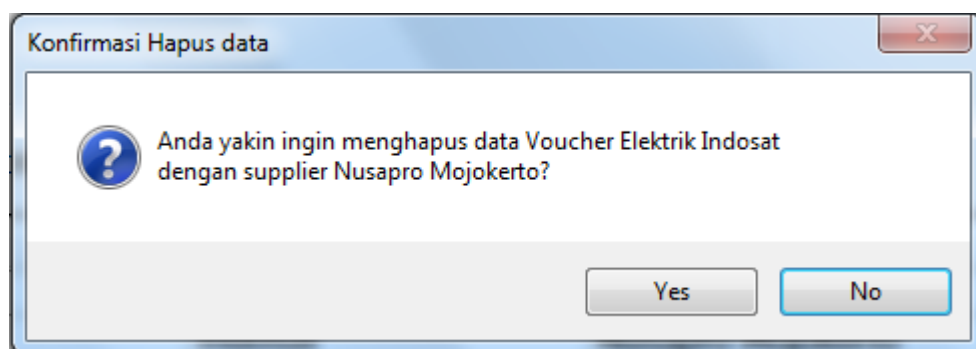 Konfirmasi Hapus data
Anda yakin ingin menghapus data Voucher Elektrik Indosat
dengan supplier Nusapro Mojokerto?
Yes
No